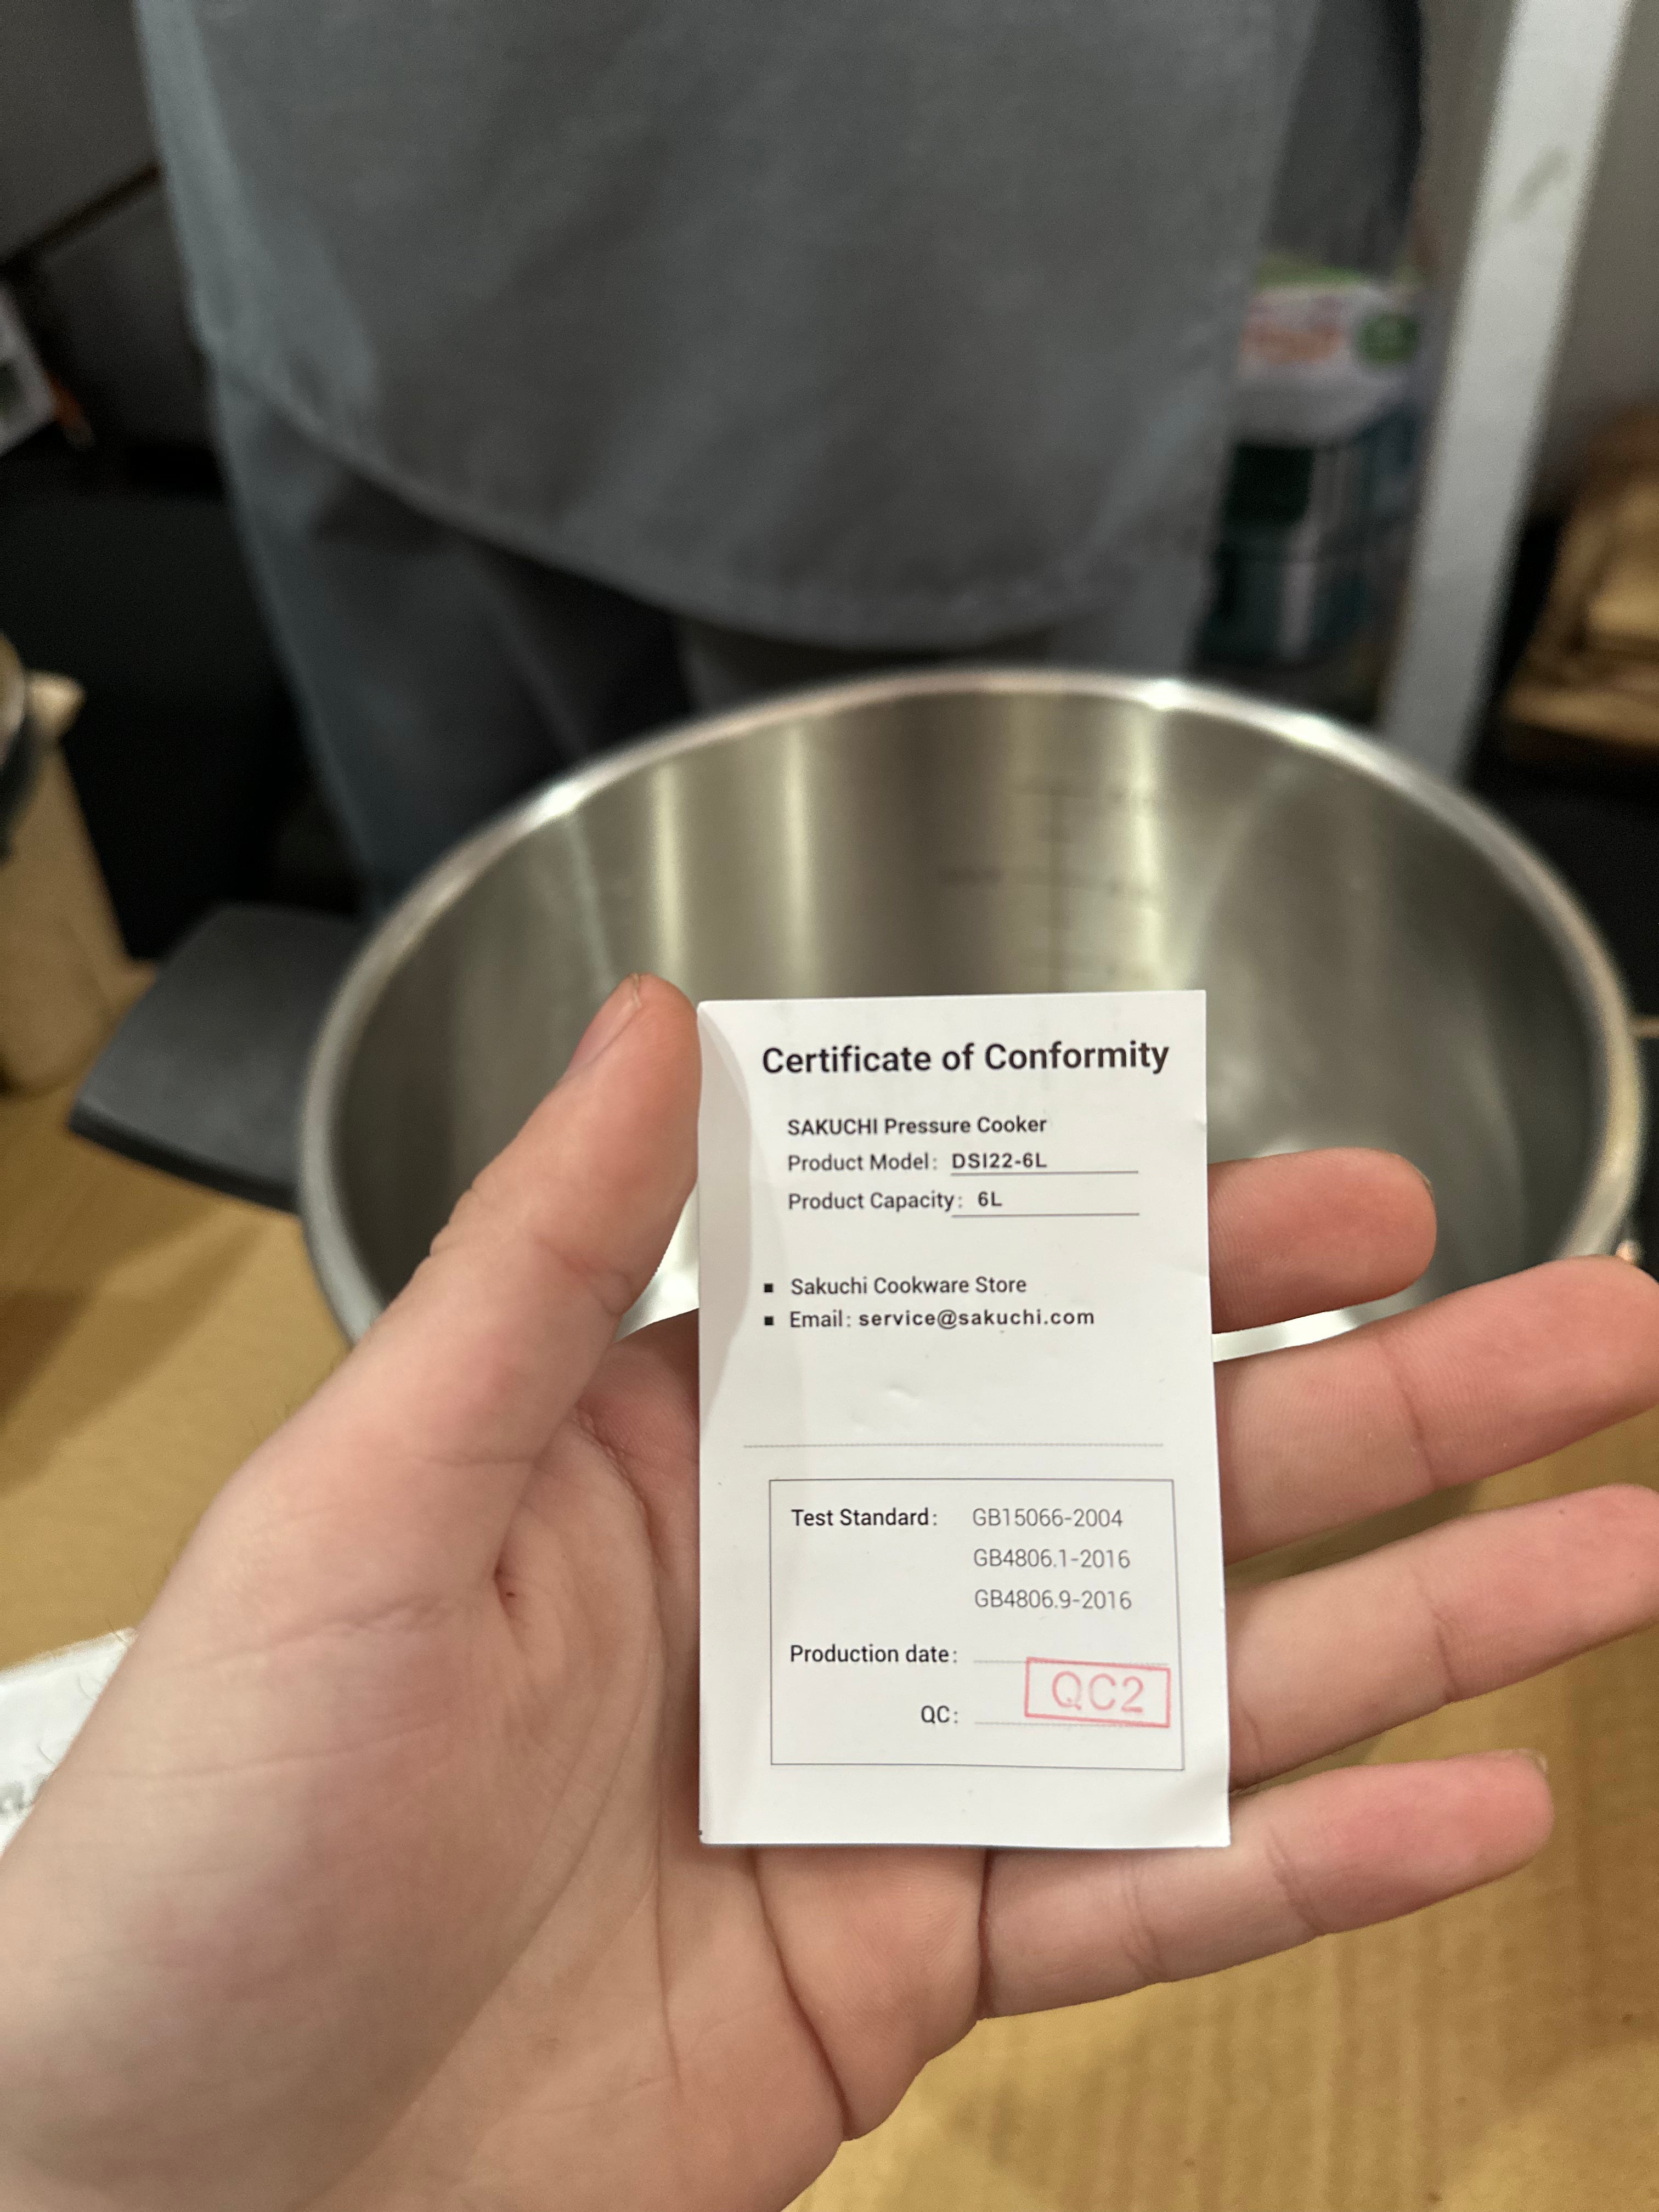 Certificate of Conformity
SAKUCHI Pressure Cooker
Product Model: DSI22-6L
Product Capacity: 6L
▪ Sakuchi Cookware Store
▪ Email: service@sakuchi.com
Test Standard: GB15066-2004
GB4806.1-2016
GB4806.9-2016
Production date:
QC2
QC: